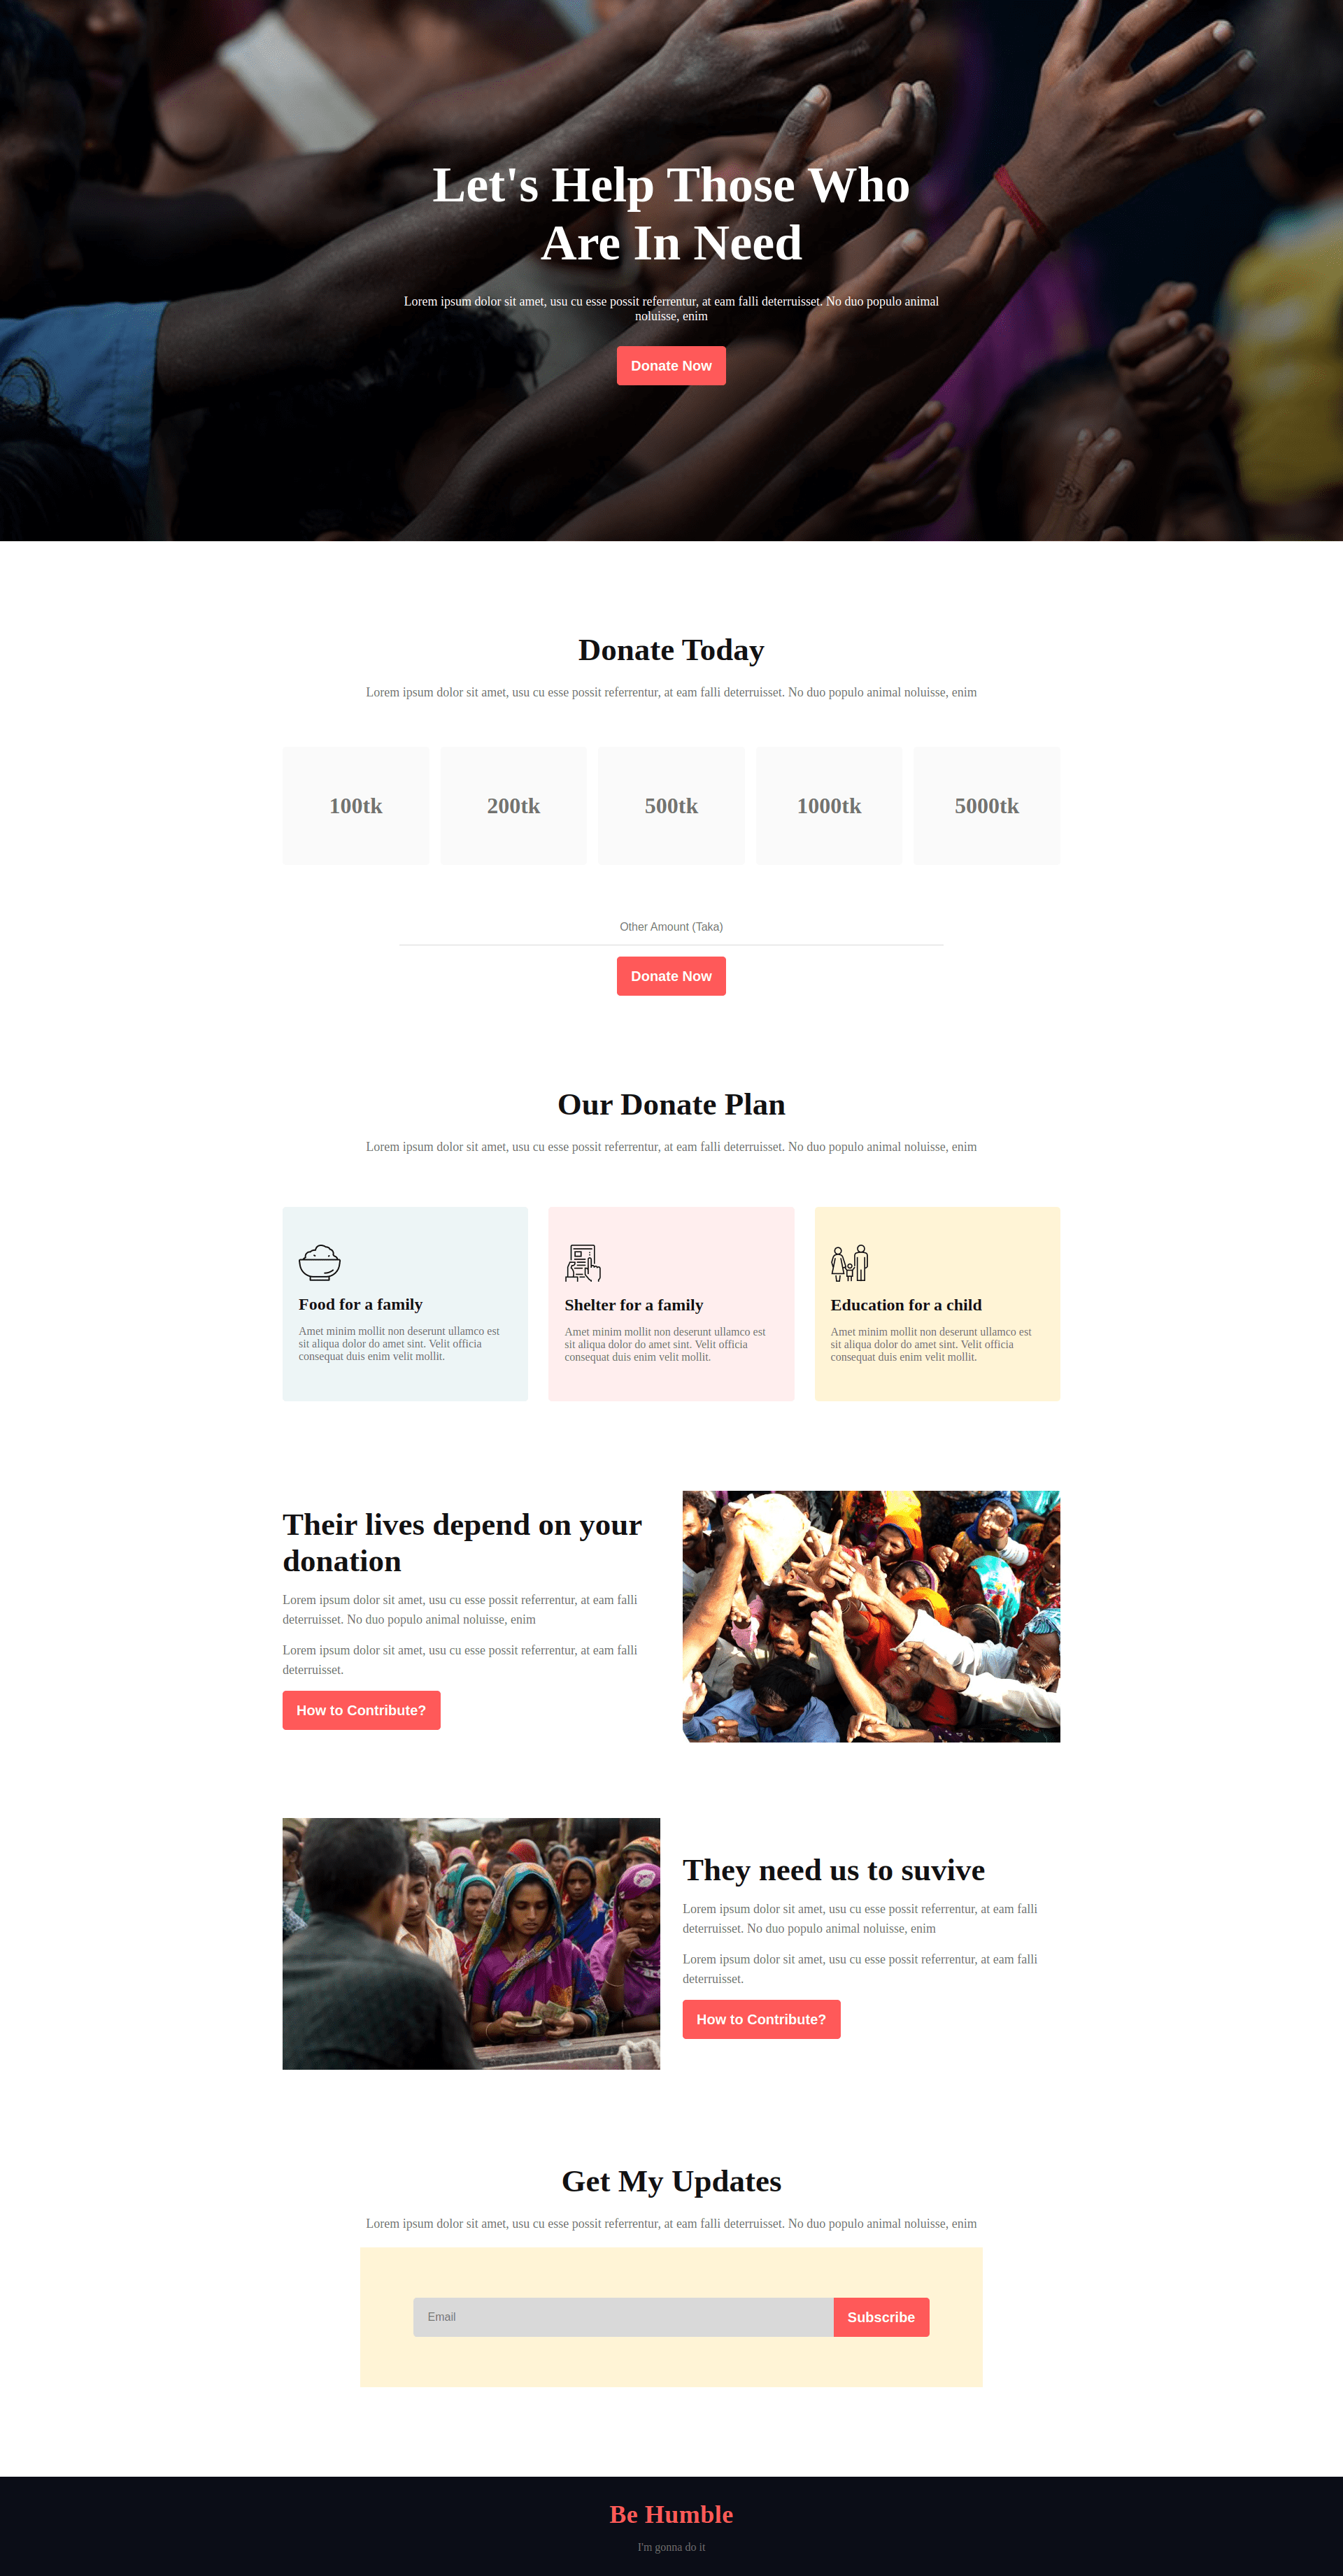 Let's Help Those Who
Are In Need
Lorem ipsum dolor sit amet, usu cu esse possit referrentur, at eam falli deterruisset. No duo populo animal
noluisse, enim
Donate Now
Donate Today
Lorem ipsum dolor sit amet, usu cu esse possit referrentur, at eam falli deterruisset. No duo populo animal noluisse, enim
100tk
200tk
500tk
1000tk
5000tk
Other Amount (Taka)
Donate Now
Our Donate Plan
Lorem ipsum dolor sit amet, usu cu esse possit referrentur, at eam falli deterruisset. No duo populo animal noluisse, enim
Food for a family
Amet minim mollit non deserunt ullamco est
sit aliqua dolor do amet sint. Velit officia
consequat duis enim velit mollit.
Shelter for a family
Amet minim mollit non deserunt ullamco est
sit aliqua dolor do amet sint. Velit officia
consequat duis enim velit mollit.
Education for a child
Amet minim mollit non deserunt ullamco est
sit aliqua dolor do amet sint. Velit officia
consequat duis enim velit mollit.
Their lives depend on your
donation
Lorem ipsum dolor sit amet, usu cu esse possit referrentur, at eam falli
deterruisset. No duo populo animal noluisse, enim
Lorem ipsum dolor sit amet, usu cu esse possit referrentur, at eam falli
deterruisset.
How to Contribute?
They need us to suvive
Lorem ipsum dolor sit amet, usu cu esse possit referrentur, at eam falli
deterruisset. No duo populo animal noluisse, enim
Lorem ipsum dolor sit amet, usu cu esse possit referrentur, at eam falli
deterruisset.
How to Contribute?
Get My Updates
Lorem ipsum dolor sit amet, usu cu esse possit referrentur, at eam falli deterruisset. No duo populo animal noluisse, enim
Email
Subscribe
Be Humble
I'm gonna do it